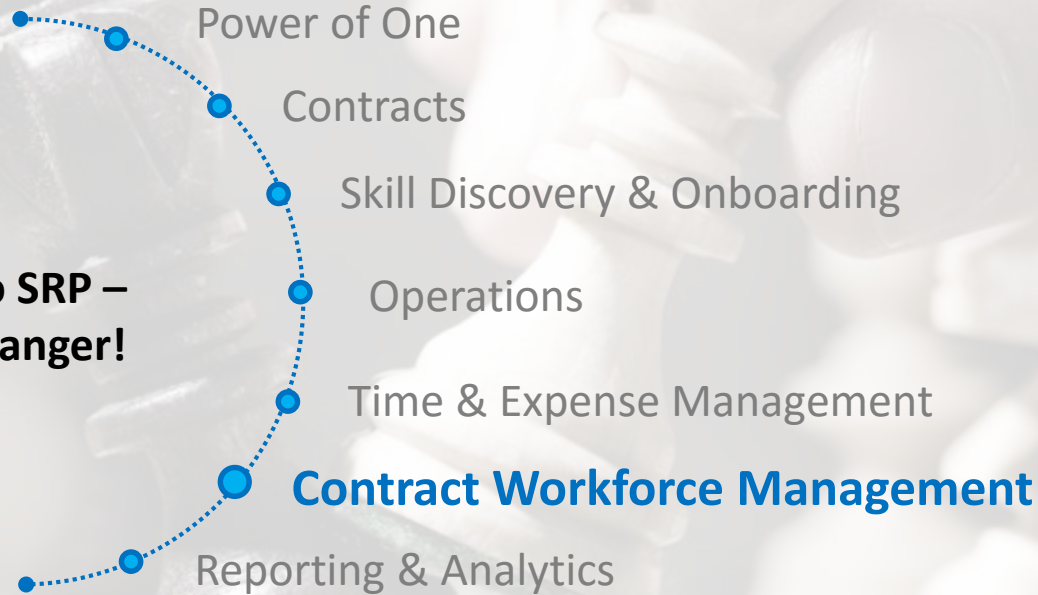 Power of One
Contracts
Skill Discovery & Onboarding
SRP –
Operations
Time & Expense Management
Contract Workforce Management
Reporting & Analytics